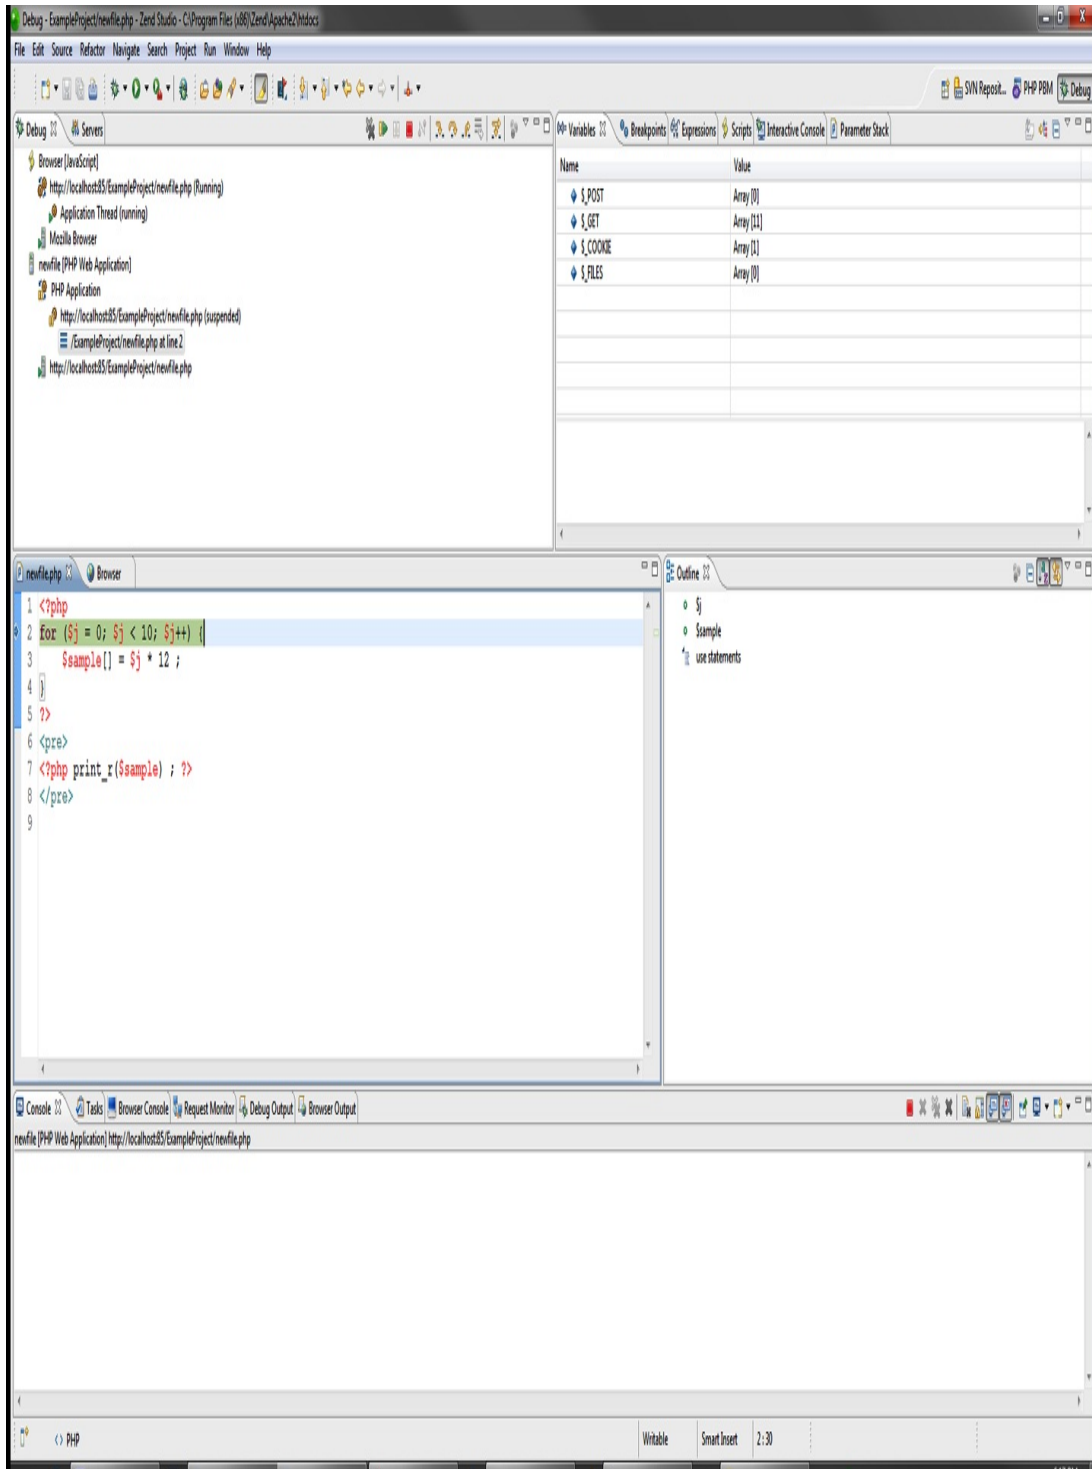 Debug - ExampleProject/newfile.php - Zend Studio - C:\Program Files (x86)\Zend\Apache2\htdocs
File Edit Source Refactor Navigate Search Project Run Window Help
SVN Reposit... PHP PBM Debug
Debug Servers
Browser [JavaScript]
http://localhost:85/ExampleProject/newfile.php (Running)
Application Thread (running)
Mozilla Browser
newfile [PHP Web Application]
PHP Application
http://localhost:85/ExampleProject/newfile.php (suspended)
/ExampleProject/newfile.php at line 2
http://localhost:85/ExampleProject/newfile.php
Variables Breakpoints Expressions Scripts Interactive Console Parameter Stack
Name Value
$_POST Array [0]
$_GET Array [11]
$_COOKIE Array [1]
$_FILES Array [0]
newfile.php Browser
1 <?php
2 for ($j = 0; $j < 10; $j++) {
3 $sample[] = $j * 12 ;
4 }
5 ?>
6 <pre>
7 <?php print_r($sample) ; ?>
8 </pre>
9
Outline
$j
$sample
use statements
Console Tasks Browser Console Request Monitor Debug Output Browser Output
newfile [PHP Web Application] http://localhost:85/ExampleProject/newfile.php
PHP Writable Smart Insert 2 : 30